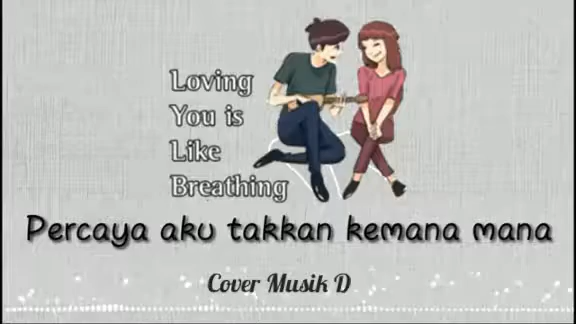 Loving
You is
Like
Breathing
Percaya aku takkan kemana mana
Cover Musik D